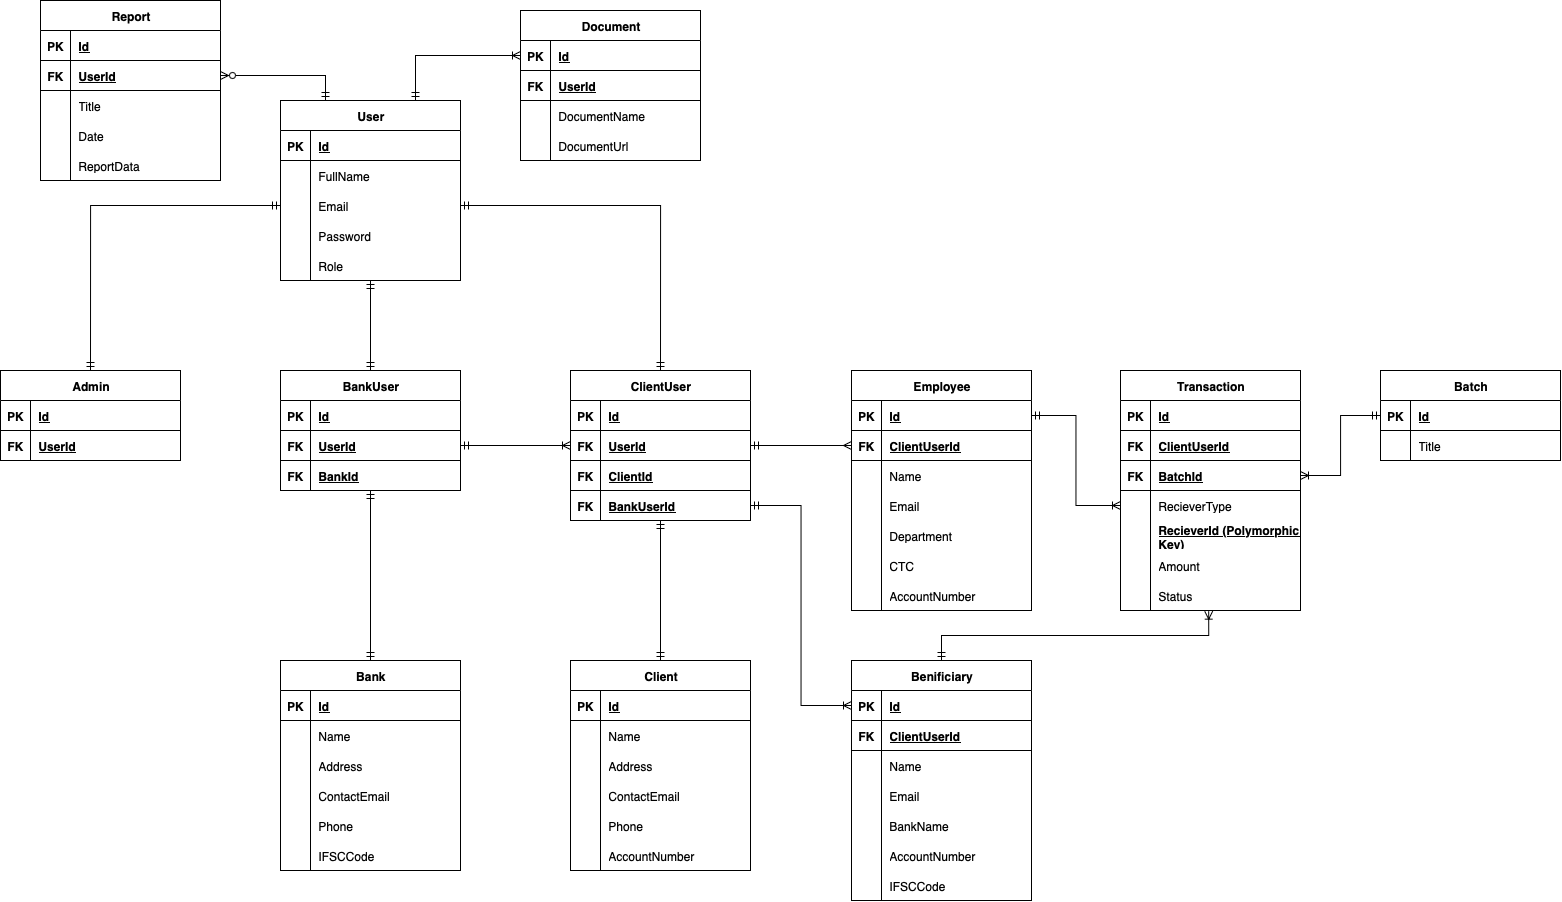 Report
PK Id
FK UserId
Title
Date
ReportData
Document
PK Id
FK UserId
DocumentName
DocumentUrl
User
PK Id
FullName
Email
Password
Role
Admin
PK Id
FK UserId
BankUser
PK Id
FK UserId
FK BankId
ClientUser
PK Id
FK UserId
FK ClientId
FK BankUserId
Employee
PK Id
FK ClientUserId
Name
Email
Department
CTC
AccountNumber
Transaction
PK Id
FK ClientUserId
FK BatchId
RecieverType
RecieverId (Polymorphic
Key)
Amount
Status
Batch
PK Id
Title
Bank
PK Id
Name
Address
ContactEmail
Phone
IFSCCode
Client
PK Id
Name
Address
ContactEmail
Phone
AccountNumber
Benificiary
PK Id
FK ClientUserId
Name
Email
BankName
AccountNumber
IFSCCode